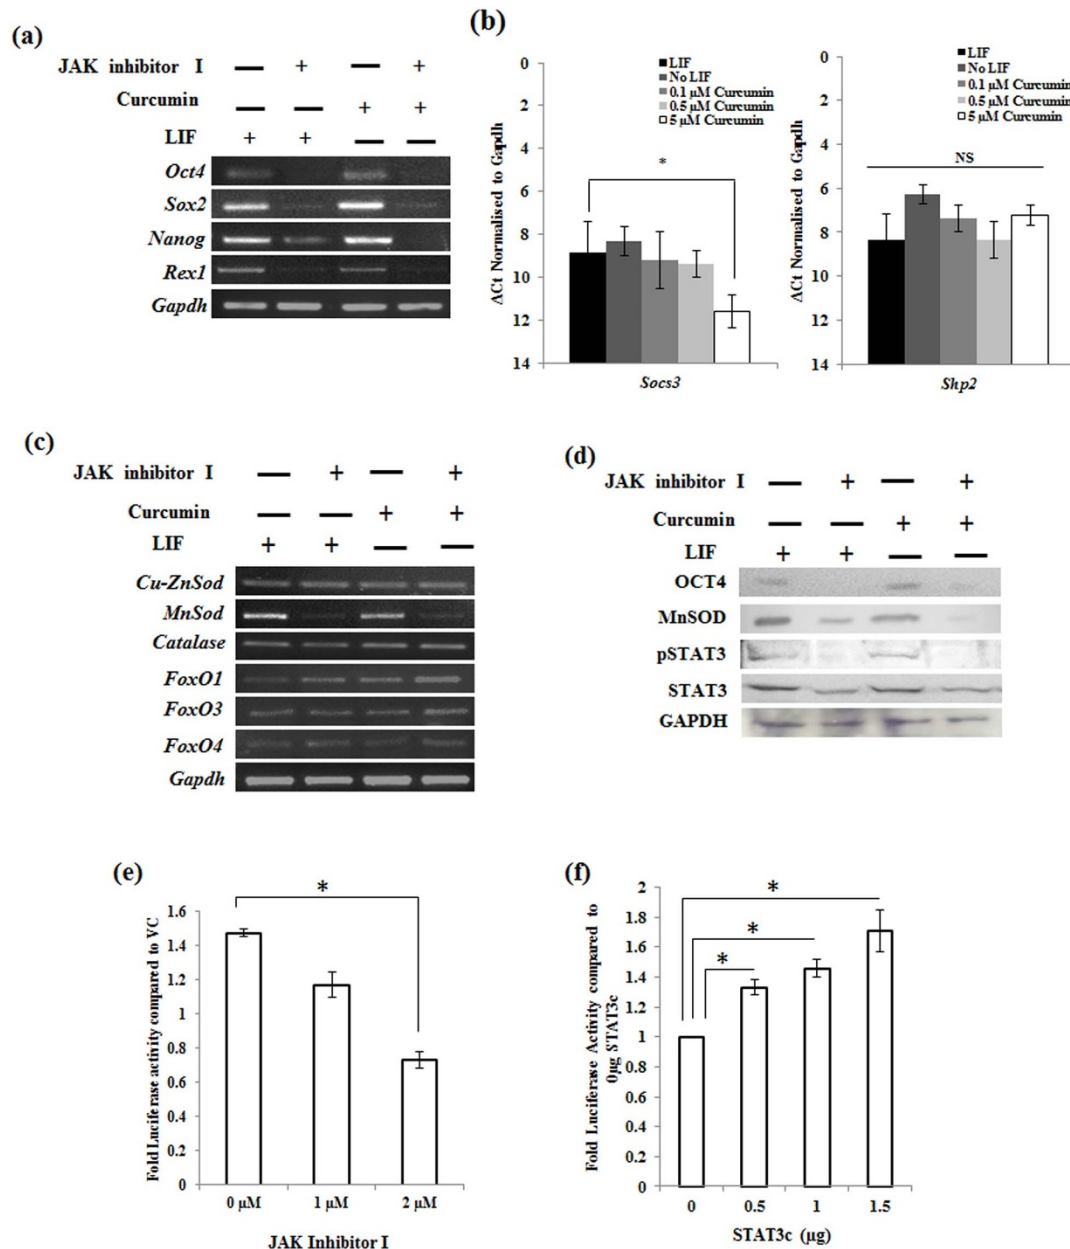 (a)
JAK inhibitor I — + — +
Curcumin — — + +
LIF + + — —
Oct4
Sox2
Nanog
Rex1
Gapdh
(b)
LIF
No LIF
0.1 µM Curcumin
0.5 µM Curcumin
5 µM Curcumin
ΔCt Normalised to Gapdh
0
2
4
6
8
10
12
14
*
Socs3
LIF
No LIF
0.1 µM Curcumin
0.5 µM Curcumin
5 µM Curcumin
ΔCt Normalised to Gapdh
0
2
4
6
8
10
12
14
NS
Shp2
(c)
JAK inhibitor I — + — +
Curcumin — — + +
LIF + + — —
Cu-ZnSod
MnSod
Catalase
FoxO1
FoxO3
FoxO4
Gapdh
(d)
JAK inhibitor I — + — +
Curcumin — — + +
LIF + + — —
OCT4
MnSOD
pSTAT3
STAT3
GAPDH
(e)
Fold Luciferase activity compared to VC
1.6
1.4
1.2
1
0.8
0.6
0.4
0.2
0
*
0 µM 1 µM 2 µM
JAK Inhibitor I
(f)
Fold Luciferase Activity compared to
0µg STAT3c
2
1.8
1.6
1.4
1.2
1
0.8
0.6
0.4
0.2
0
*
*
*
0 0.5 1 1.5
STAT3c (µg)